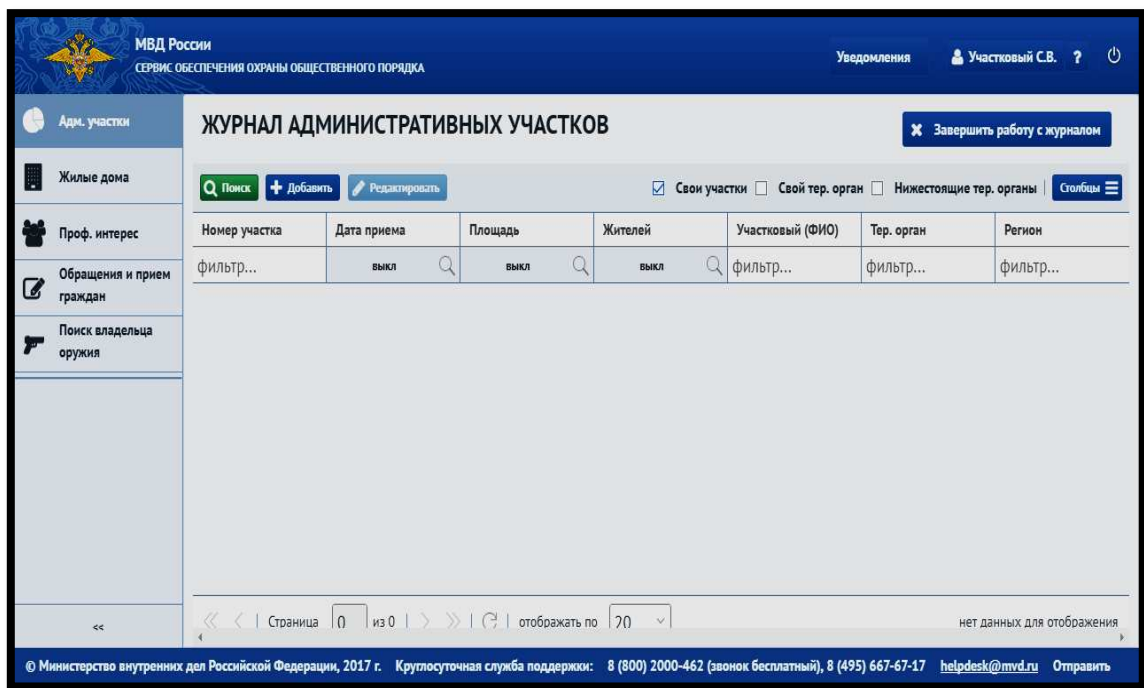 МВД России
СЕРВИС ОБЕСПЕЧЕНИЯ ОХРАНЫ ОБЩЕСТВЕННОГО ПОРЯДКА
Уведомления
Участковый С.В. ?
Адм. участки
Жилые дома
Проф. интерес
Обращения и прием
граждан
Поиск владельца
оружия
<<
ЖУРНАЛ АДМИНИСТРАТИВНЫХ УЧАСТКОВ
Завершить работу с журналом
Поиск Добавить Редактировать Свои участки Свой тер. орган Нижестоящие тер. органы | Столбцы
Номер участка Дата приема Площадь Жителей Участковый (ФИО) Тер. орган Регион
фильтр... выкл выкл выкл фильтр... фильтр... фильтр...
Страница 0 из 0 отображать по 20 нет данных для отображения
© Министерство внутренних дел Российской Федерации, 2017 г. Круглосуточная служба поддержки: 8 (800) 2000-462 (звонок бесплатный), 8 (495) 667-67-17 helpdesk@mvd.ru Отправить